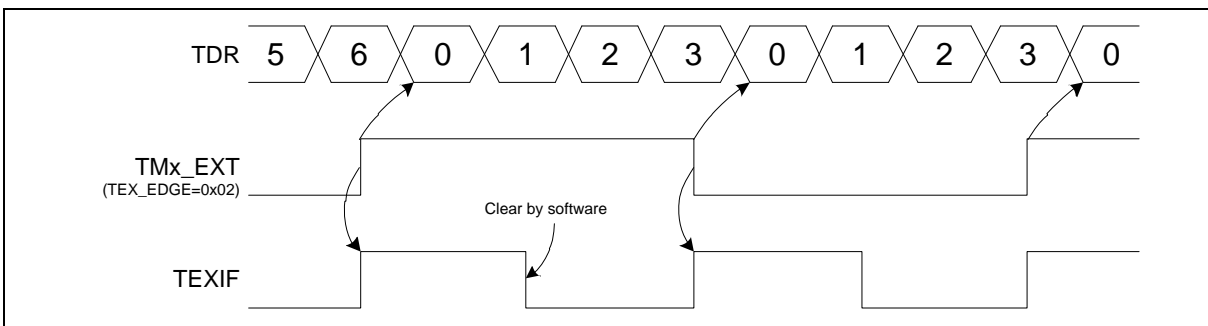 TDR 5 6 0 1 2 3 0 1 2 3 0
TMx_EXT
(TEX_EDGE=0x02)
Clear by software
TEXIF